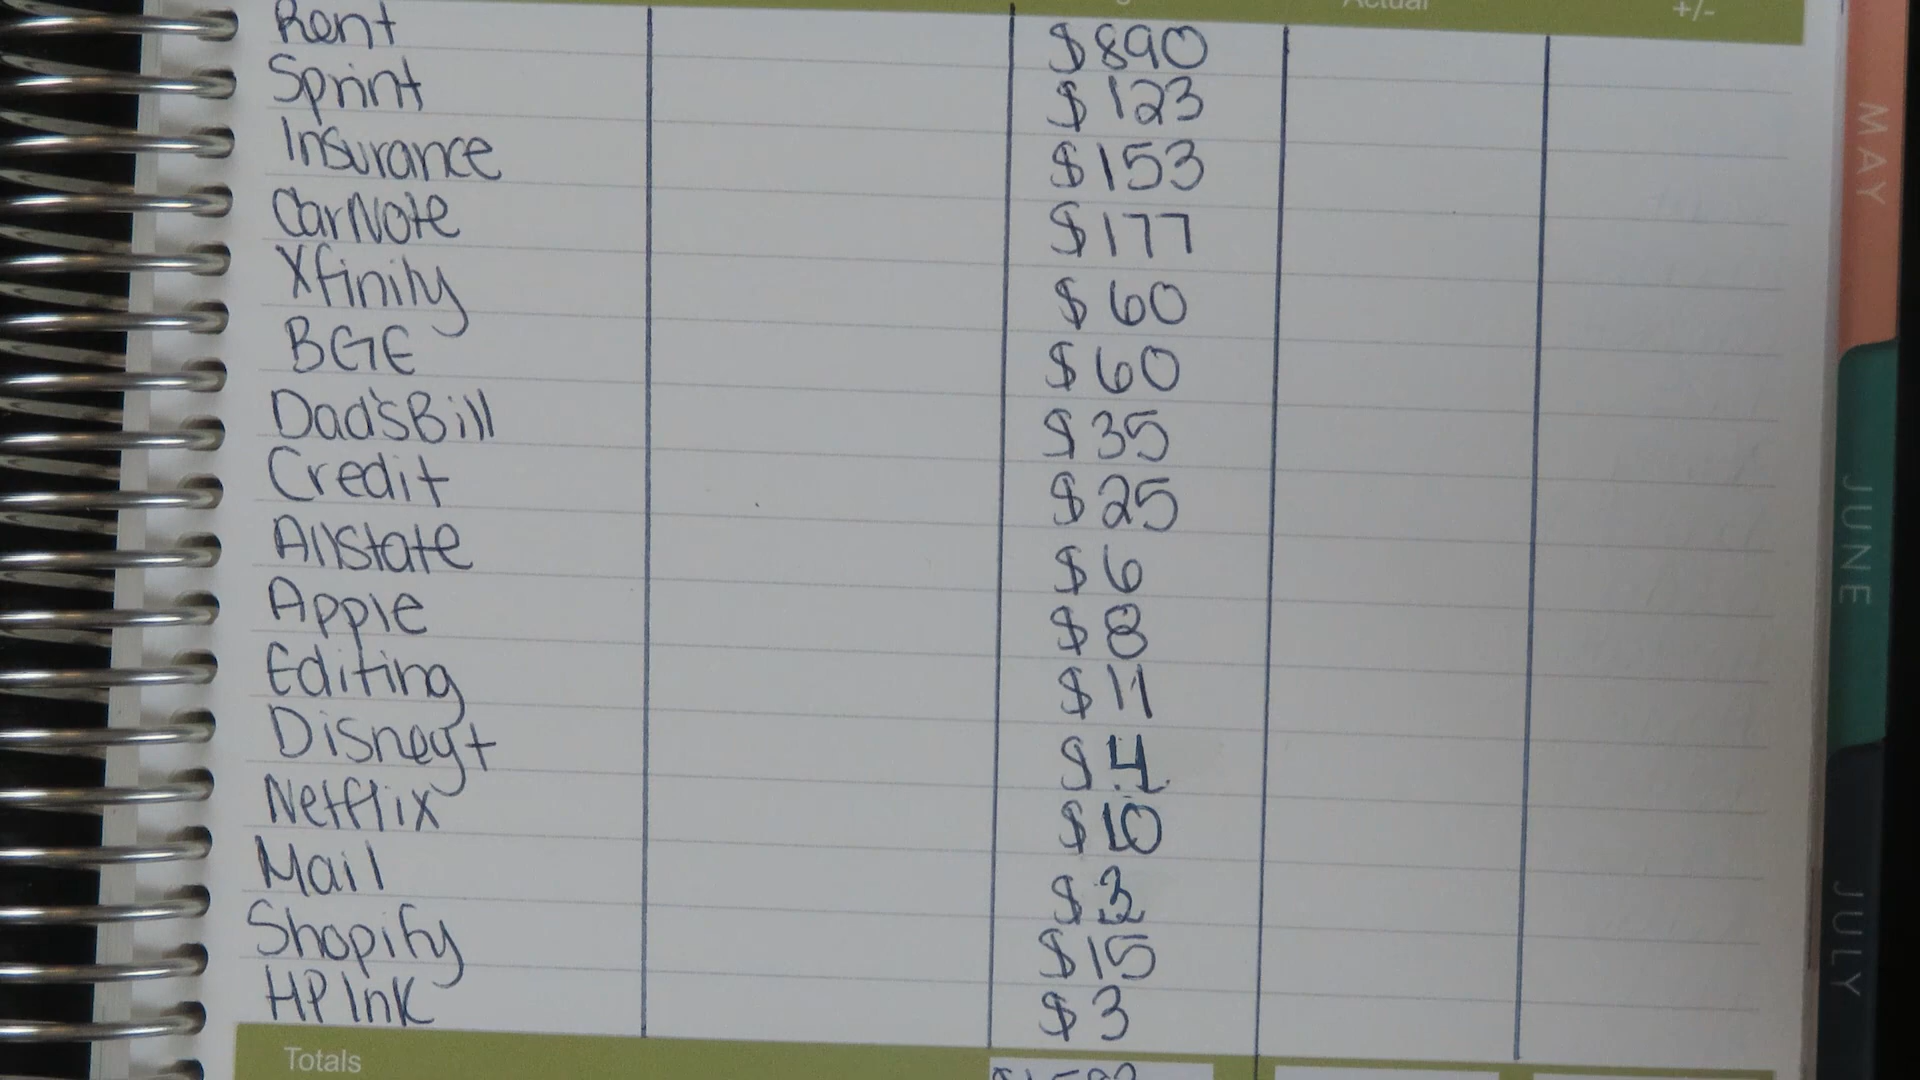 Actual +/-
Rent $890
Sprint $123
Insurance $153
CarNote $177
Xfinity $60
BGE $60
Dad'sBill $35
Credit $25
Allstate $6
Apple $8
Editing $11
Disney+ $4
Netflix $10
Mail $3
Shopify $15
HP Ink $3
Totals
MAY
JUNE
JULY